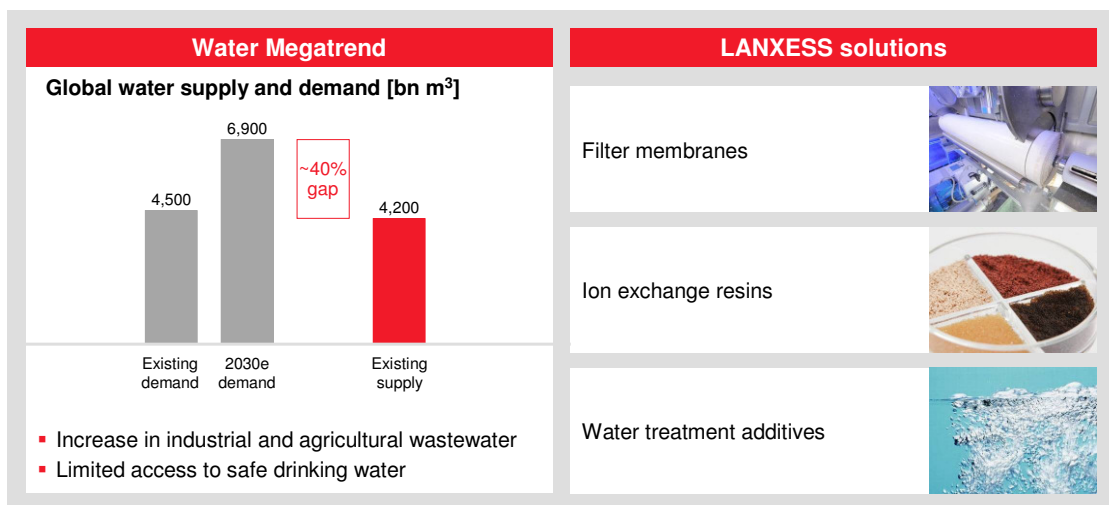 Water Megatrend
Global water supply and demand [bn m³]
6,900
~40%
gap
4,500
4,200
Existing
demand
2030e
demand
Existing
supply
▪ Increase in industrial and agricultural wastewater
▪ Limited access to safe drinking water
LANXESS solutions
Filter membranes
Ion exchange resins
Water treatment additives